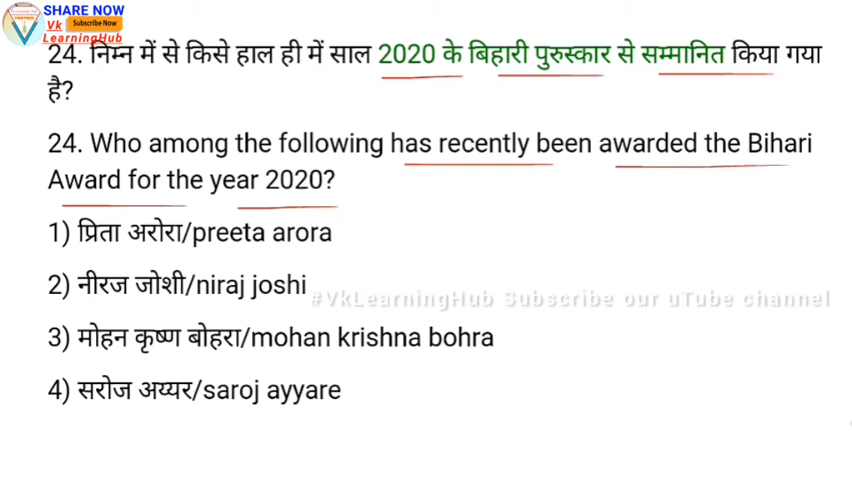 SHARE NOW
Vk Subscribe Now
LearningHub
24. निम्न में से किसे हाल ही में साल 2020 के बिहारी पुरुस्कार से सम्मानित किया गया
है?
24. Who among the following has recently been awarded the Bihari
Award for the year 2020?
1) प्रिता अरोरा/preeta arora
2) नीरज जोशी/niraj joshi
#VkLearningHub Subscribe our uTube channel
3) मोहन कृष्ण बोहरा/mohan krishna bohra
4) सरोज अय्यर/saroj ayyare